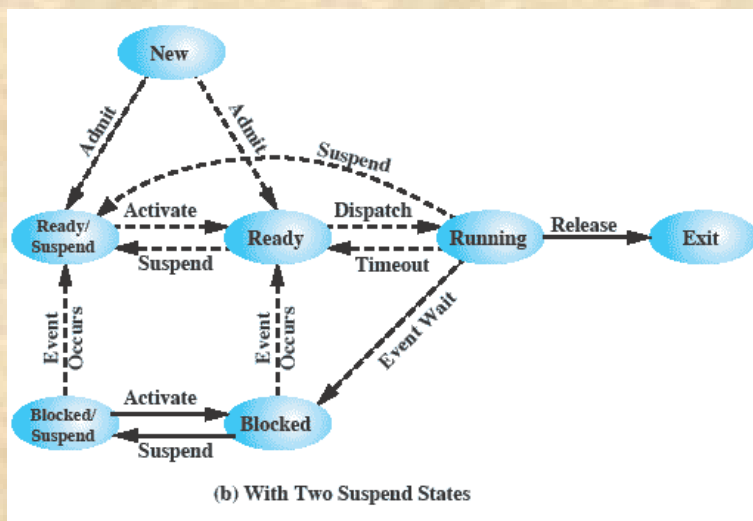 New
Admit
Admit
Suspend
Ready/
Suspend
Activate
Suspend
Ready
Dispatch
Timeout
Running
Release
Exit
Event
Occurs
Event
Occurs
Event Wait
Blocked/
Suspend
Activate
Suspend
Blocked
(b) With Two Suspend States